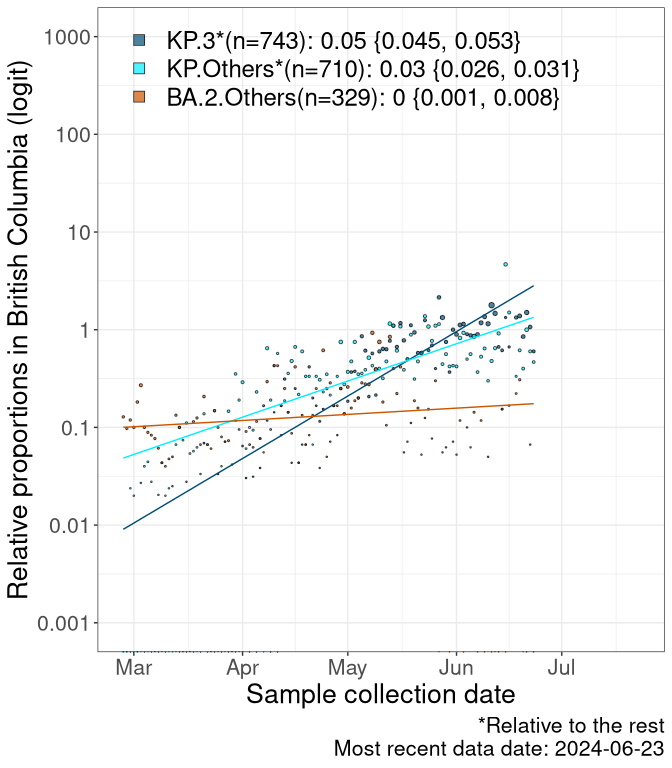 KP.3*(n=743): 0.05 {0.045, 0.053}
KP.Others*(n=710): 0.03 {0.026, 0.031}
BA.2.Others(n=329): 0 {0.001, 0.008}
Relative proportions in British Columbia (logit)
1000
100
10
1
0.1
0.01
0.001
Mar Apr May Jun Jul
Sample collection date
*Relative to the rest
Most recent data date: 2024-06-23